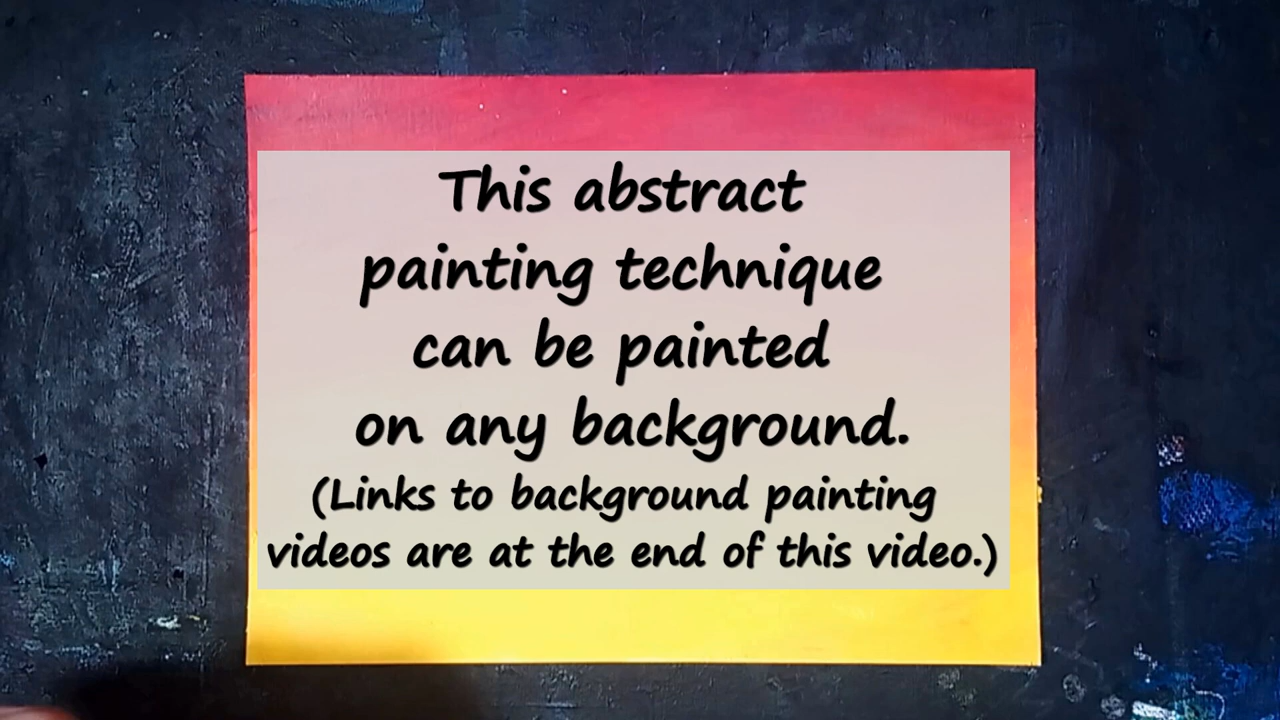 This abstract
painting technique
can be painted
on any background.
(Links to background painting
videos are at the end of this video.)